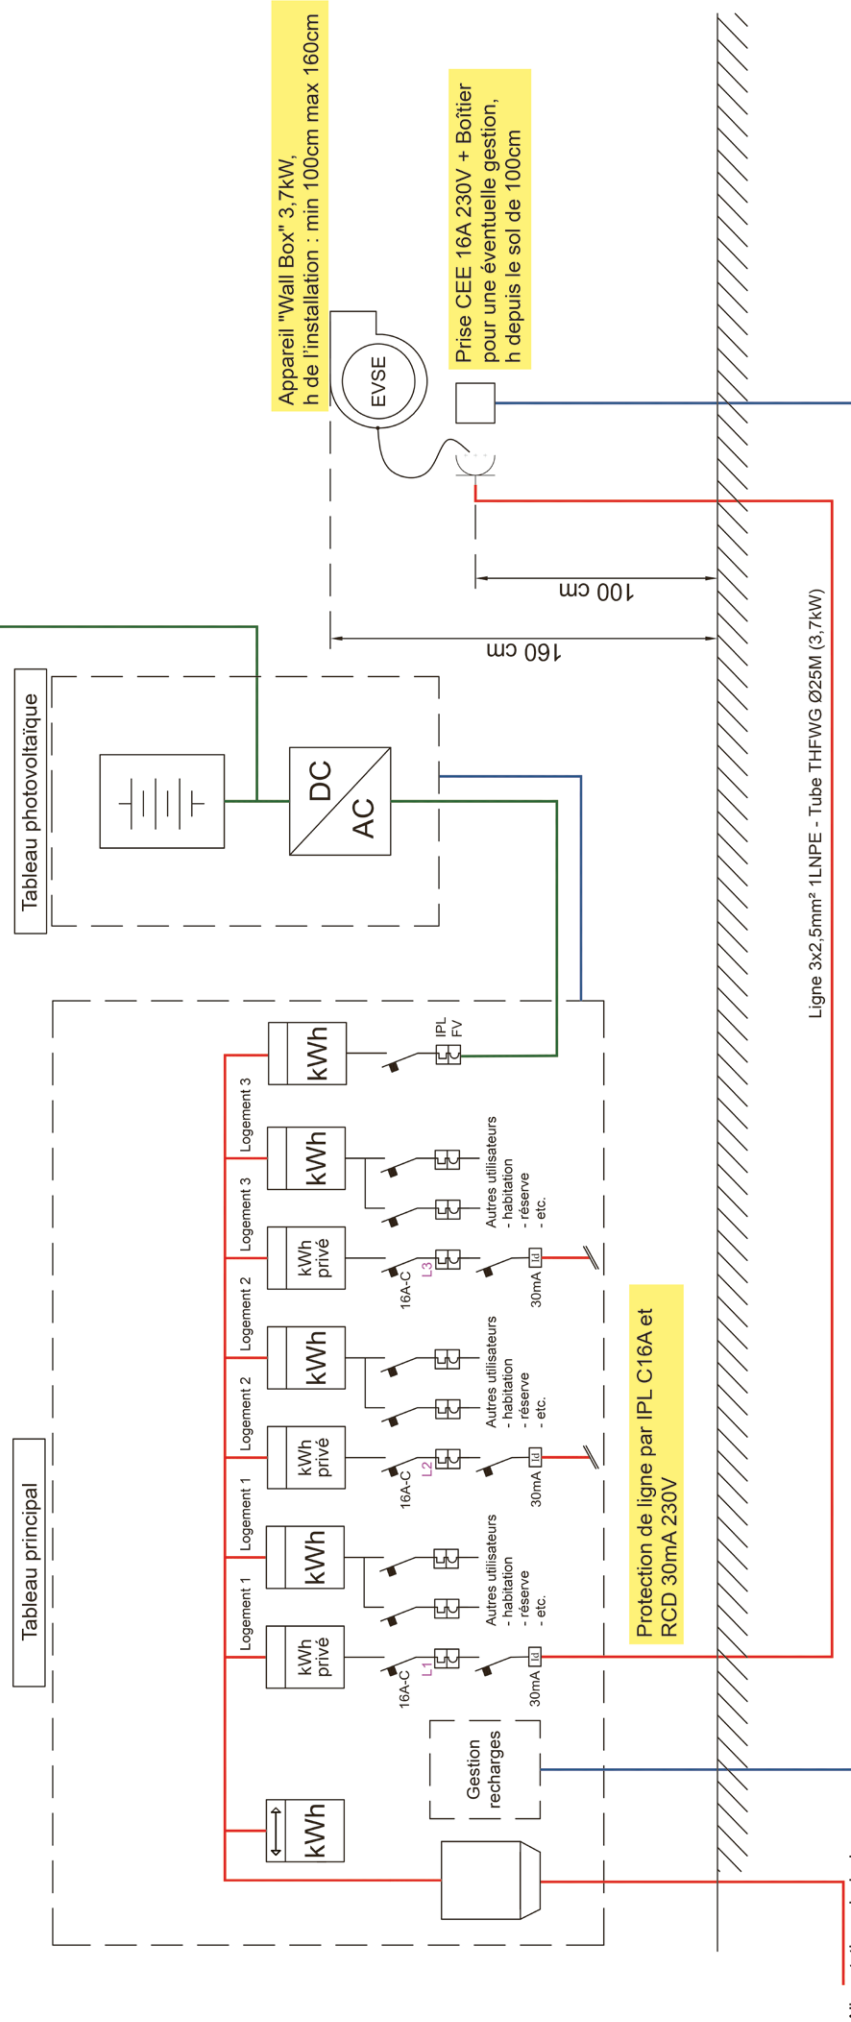 Tableau principal
Tableau photovoltaïque
Appareil "Wall Box" 3,7kW,
h de l'installation : min 100cm max 160cm
Prise CEE 16A 230V + Boîtier
pour une éventuelle gestion,
h depuis le sol de 100cm
EVSE
160 cm
100 cm
DC
AC
Logement 1
Logement 1
Logement 2
Logement 2
Logement 3
Logement 3
kWh
kWh
privé
kWh
kWh
privé
kWh
kWh
privé
kWh
kWh
16A-C
L1
16A-C
L2
16A-C
L3
IPL
FV
Gestion
recharges
30mA
Id
Autres utilisateurs
- habitation
- réserve
- etc.
30mA
Id
Autres utilisateurs
- habitation
- réserve
- etc.
30mA
Id
Autres utilisateurs
- habitation
- réserve
- etc.
Protection de ligne par IPL C16A et
RCD 30mA 230V
Ligne 3x2,5mm² 1LNPE - Tube THFWG Ø25M (3,7kW)